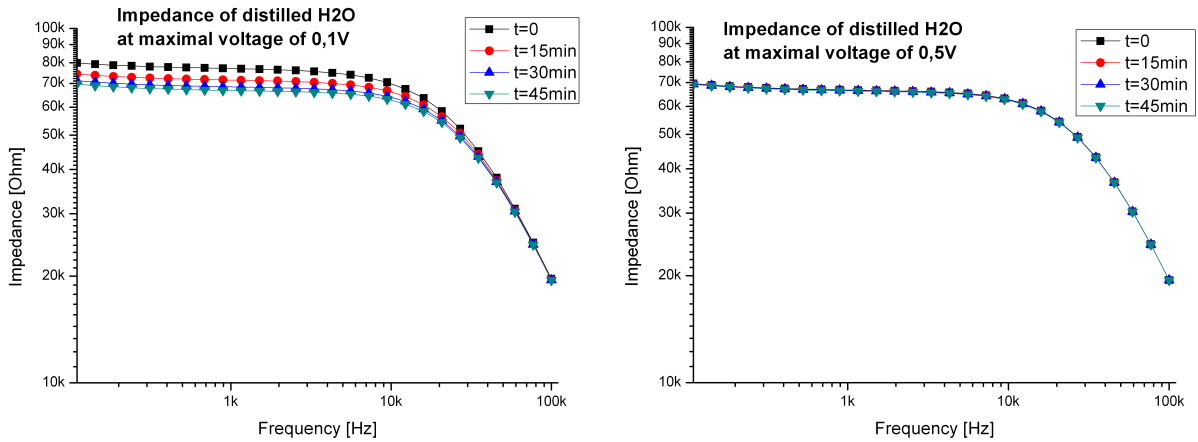 Impedance of distilled H2O
at maximal voltage of 0,1V
t=0
t=15min
t=30min
t=45min
100k
90k
80k
70k
60k
50k
40k
30k
20k
10k
Impedance [Ohm]
1k
10k
100k
Frequency [Hz]
Impedance of distilled H2O
at maximal voltage of 0,5V
t=0
t=15min
t=30min
t=45min
100k
90k
80k
70k
60k
50k
40k
30k
20k
10k
Impedance [Ohm]
1k
10k
100k
Frequency [Hz]